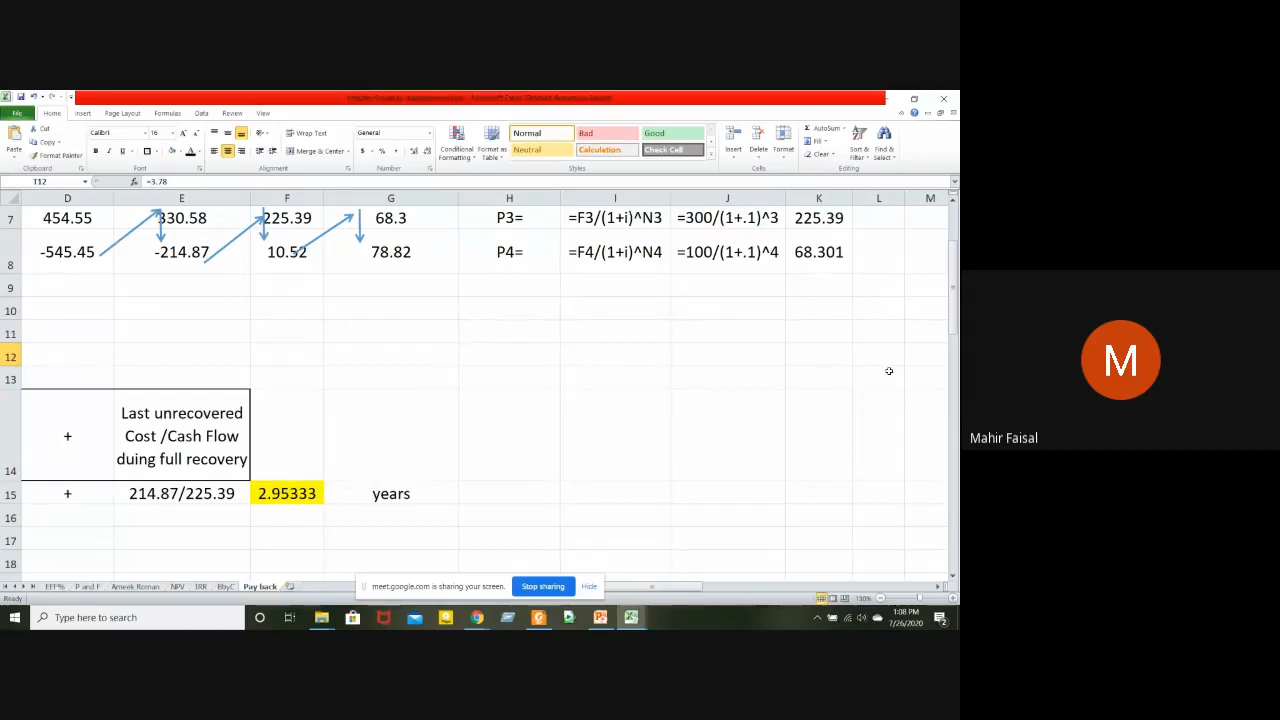 File Home Insert Page Layout Formulas Data Review View
Paste Cut Calibri 16 Wrap Text General Conditional Formatting Format as Table Normal Bad Good Insert Delete Format AutoSum Sort & Filter Find & Select
Copy
Format Painter Merge & Center Neutral Calculation Check Cell Fill
Clear
Clipboard Font Alignment Number Styles Cells Editing
T12 fx =3.78
D E F G H I J K L M
7 454.55 330.58 225.39 68.3 P3= =F3/(1+i)^N3 =300/(1+.1)^3 225.39
8 -545.45 -214.87 10.52 78.82 P4= =F4/(1+i)^N4 =100/(1+.1)^4 68.301
9
10
11
12
13
14 + Last unrecovered
Cost /Cash Flow
duing full recovery
15 + 214.87/225.39 2.95333 years
16
17
18
EFF% P and F Ameek Roman NPV IRR BbyC Pay back
meet.google.com is sharing your screen. Stop sharing Hide
Ready 130%
Type here to search
1:08 PM
7/26/2020
2
M
Mahir Faisal